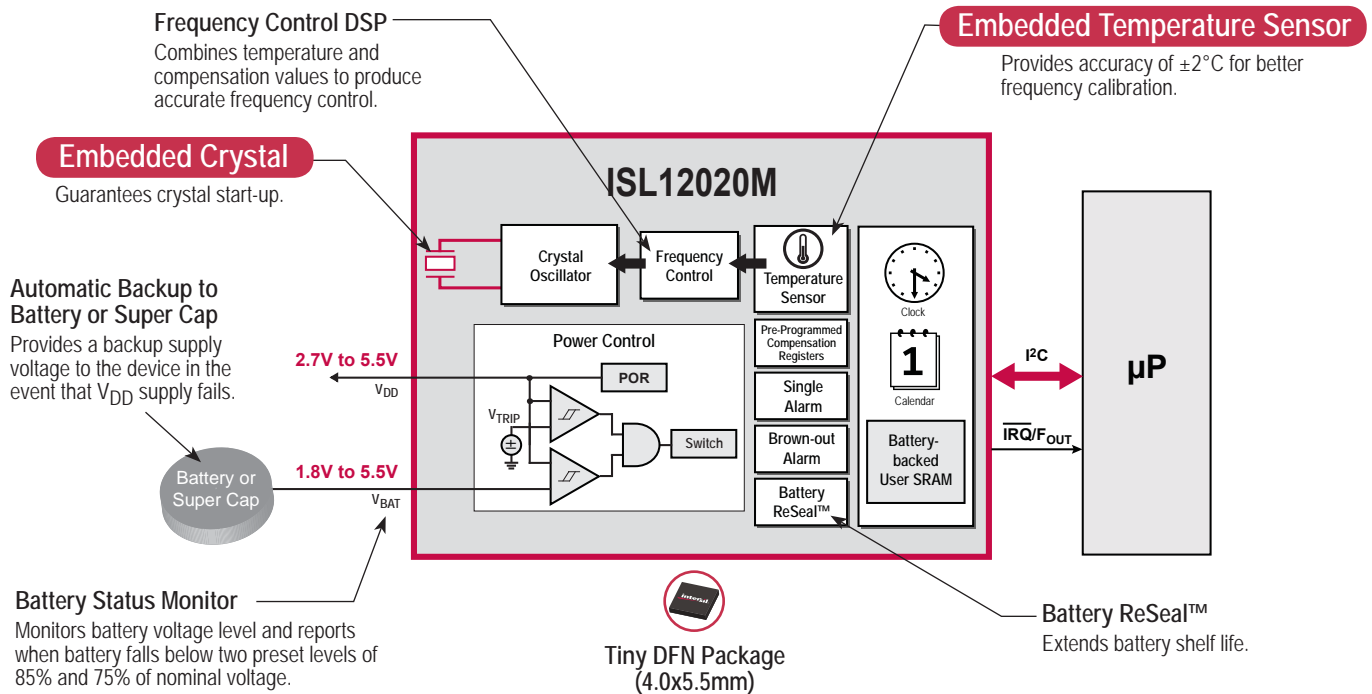 Frequency Control DSP
Combines temperature and
compensation values to produce
accurate frequency control.
Embedded Temperature Sensor
Provides accuracy of ±2°C for better
frequency calibration.
Embedded Crystal
Guarantees crystal start-up.
Automatic Backup to
Battery or Super Cap
Provides a backup supply
voltage to the device in the
event that VDD supply fails.
Battery or
Super Cap
Battery Status Monitor
Monitors battery voltage level and reports
when battery falls below two preset levels of
85% and 75% of nominal voltage.
ISL12020M
Crystal
Oscillator
Frequency
Control
Temperature
Sensor
2.7V to 5.5V
VDD
1.8V to 5.5V
VBAT
Power Control
POR
VTRIP
±
Switch
Pre-Programmed
Compensation
Registers
Single
Alarm
Brown-out
Alarm
Battery
ReSeal™
Clock
1
Calendar
Battery-
backed
User SRAM
I²C
IRQ/FOUT
µP
intersil
Tiny DFN Package
(4.0x5.5mm)
Battery ReSeal™
Extends battery shelf life.